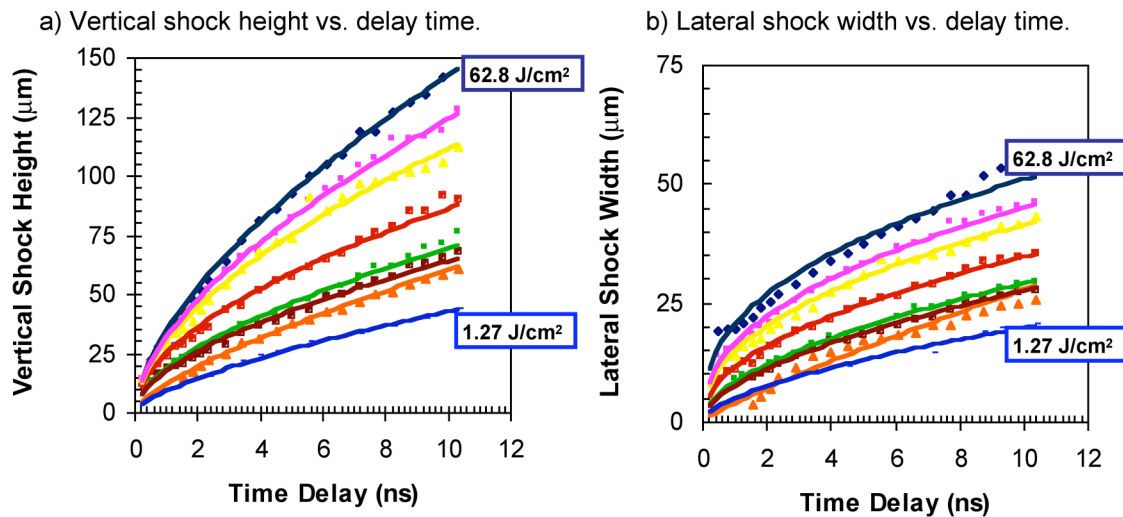 a) Vertical shock height vs. delay time.
150
125
100
75
50
25
0
0 2 4 6 8 10 12
Vertical Shock Height (μm)
Time Delay (ns)
62.8 J/cm²
1.27 J/cm²
b) Lateral shock width vs. delay time.
75
50
25
0
0 2 4 6 8 10 12
Lateral Shock Width (μm)
Time Delay (ns)
62.8 J/cm²
1.27 J/cm²